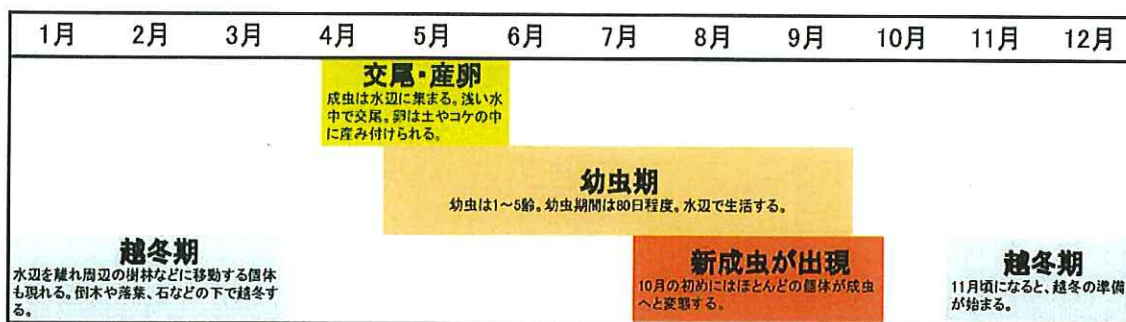 1月 2月 3月 4月 5月 6月 7月 8月 9月 10月 11月 12月
交尾・産卵
成虫は水辺に集まる。浅い水
中で交尾。卵は土やコケの中
に産み付けられる。
幼虫期
幼虫は1～5齢。幼虫期間は80日程度。水辺で生活する。
越冬期
水辺を離れ周辺の樹林などに移動する個体
も現れる。倒木や落葉、石などの下で越冬す
る。
新成虫が出現
10月の初めにはほとんどの個体が成虫
へと変態する。
越冬期
11月頃になると、越冬の準備
が始まる。